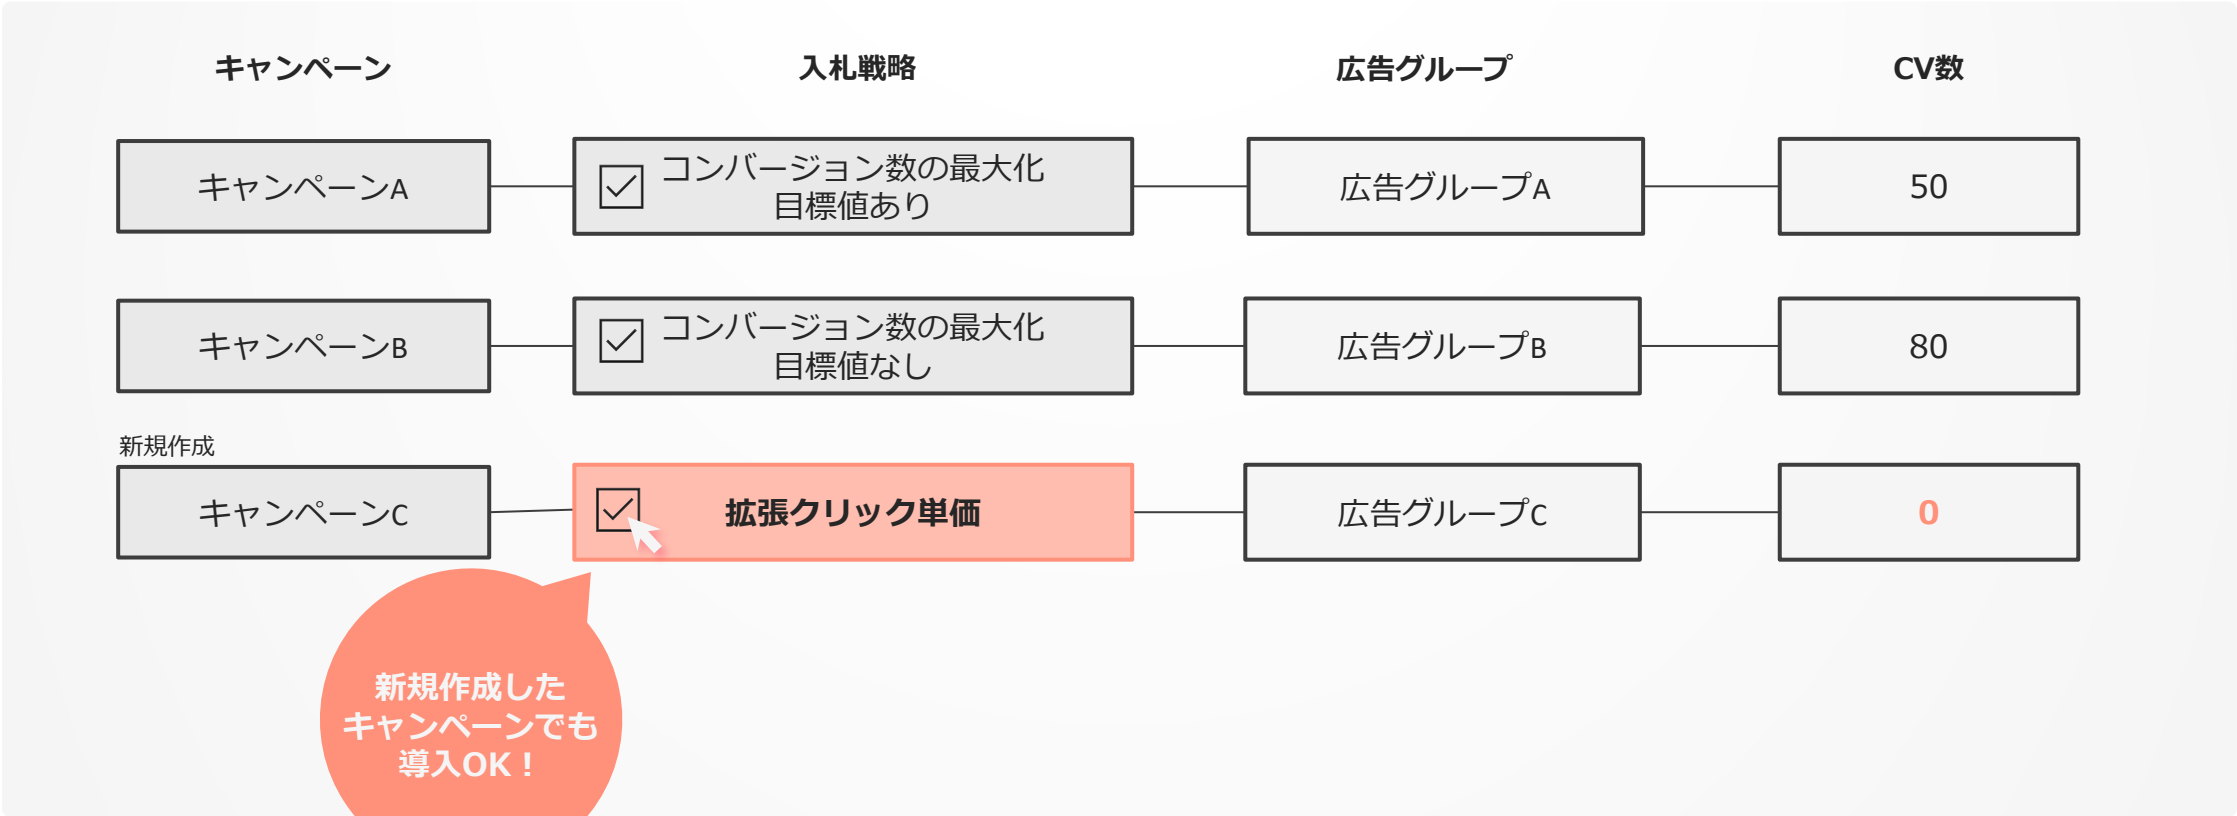 キャンペーン
入札戦略
広告グループ
CV数
キャンペーンA
コンバージョン数の最大化
目標値あり
広告グループA
50
キャンペーンB
コンバージョン数の最大化
目標値なし
広告グループB
80
新規作成
キャンペーンC
拡張クリック単価
広告グループC
0
新規作成した
キャンペーンでも
導入OK！